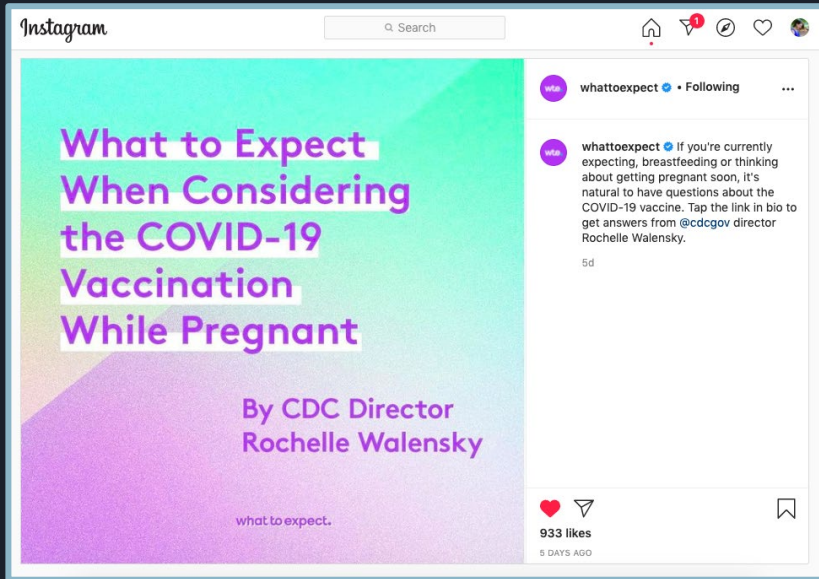 Instagram
Search
1
What to Expect
When Considering
the COVID-19
Vaccination
While Pregnant
By CDC Director
Rochelle Walensky
what to expect.
wte
whattoexpect • Following
wte
whattoexpect If you're currently
expecting, breastfeeding or thinking
about getting pregnant soon, it's
natural to have questions about the
COVID-19 vaccine. Tap the link in bio to
get answers from @cdcgov director
Rochelle Walensky.
5d
933 likes
5 DAYS AGO